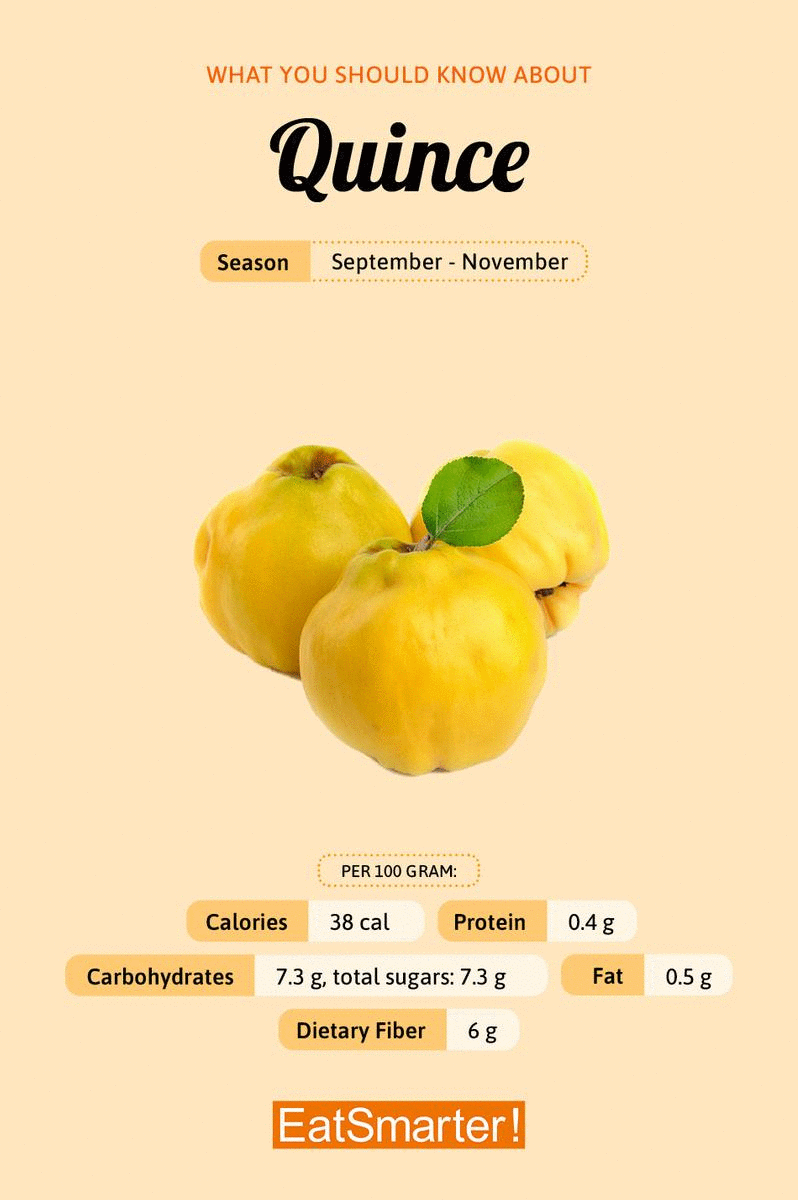 WHAT YOU SHOULD KNOW ABOUT
Quince
Season September - November
PER 100 GRAM:
Calories 38 cal Protein 0.4 g
Carbohydrates 7.3 g, total sugars: 7.3 g Fat 0.5 g
Dietary Fiber 6 g
EatSmarter!